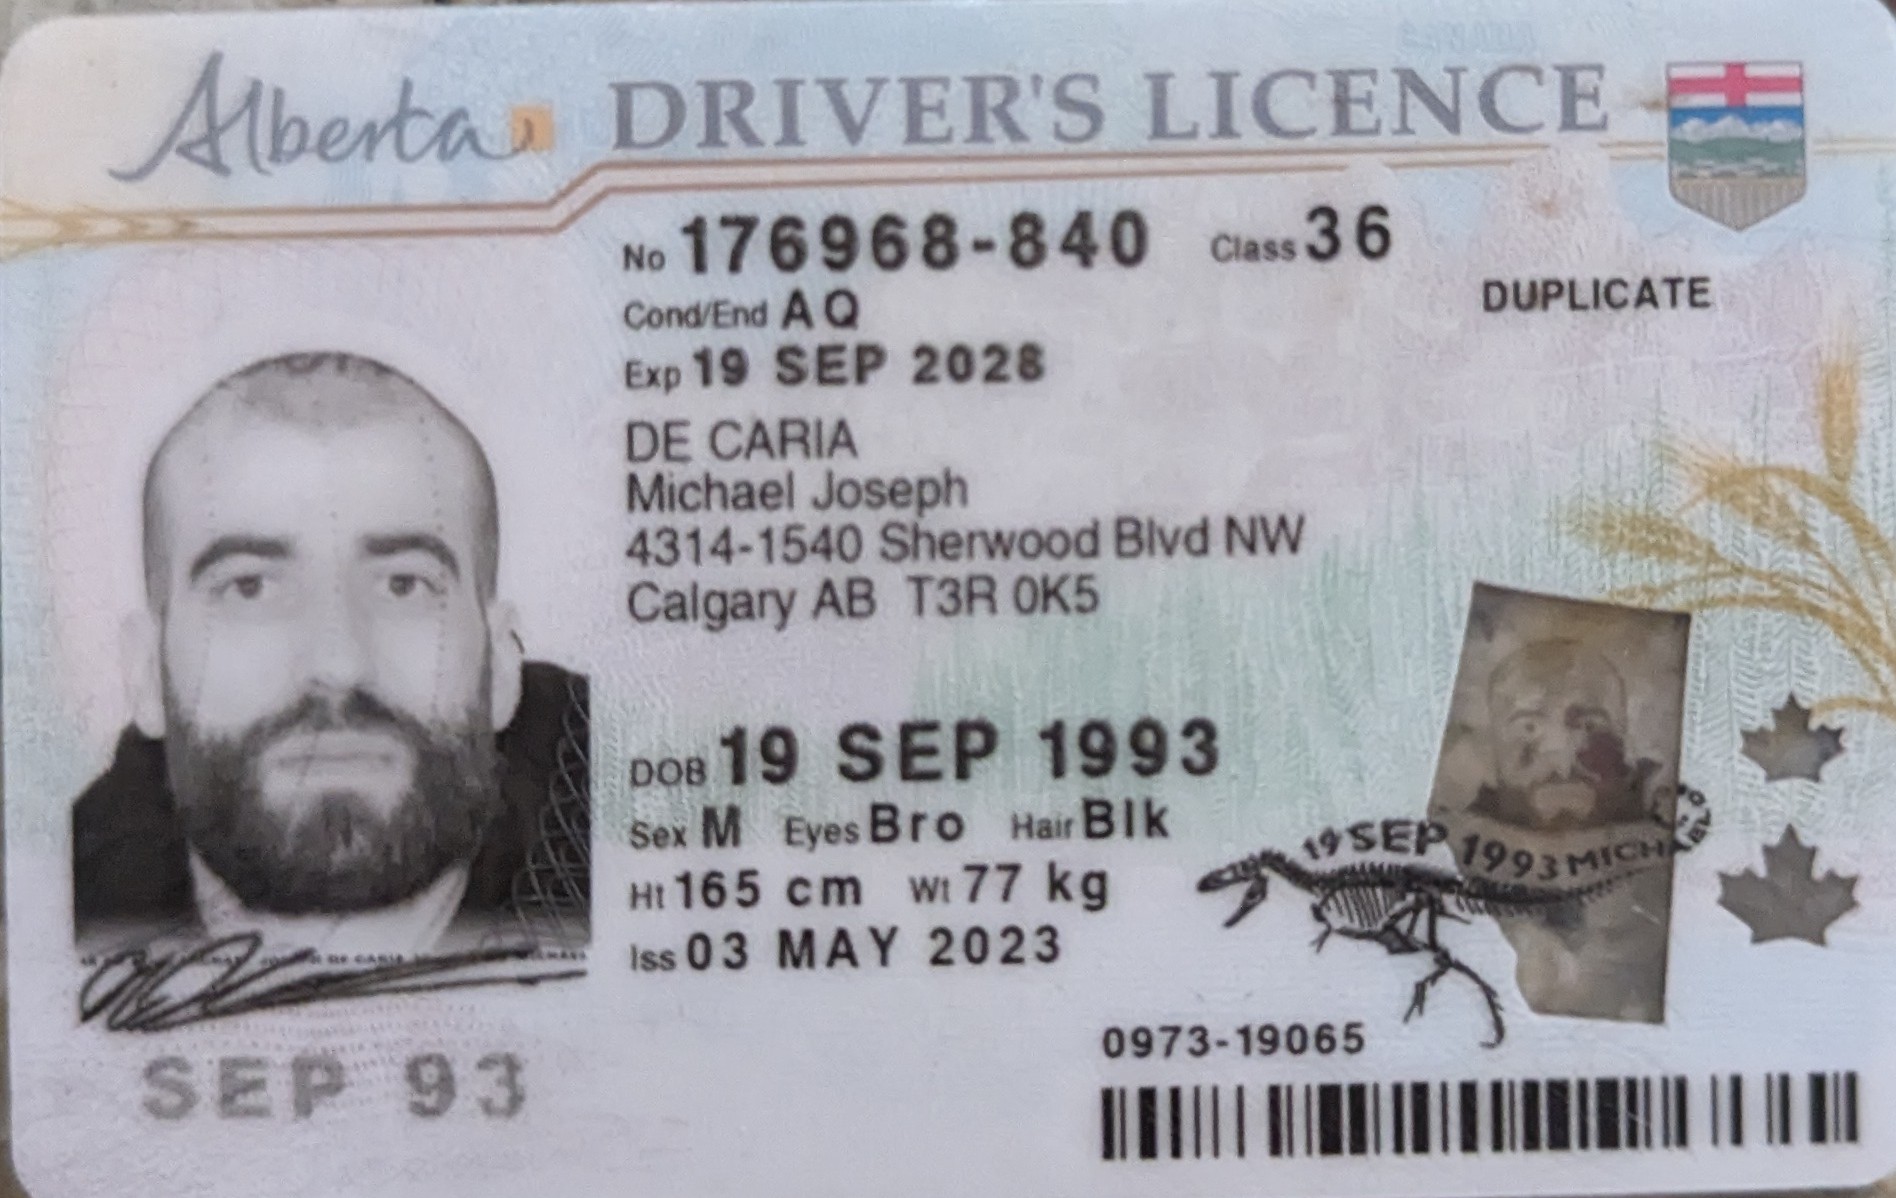 Alberta DRIVER'S LICENCE
No 176968-840 Class 36
DUPLICATE
Cond/End A Q
Exp 19 SEP 2028
DE CARIA
Michael Joseph
4314-1540 Sherwood Blvd NW
Calgary AB T3R 0K5
DOB 19 SEP 1993
Sex M Eyes Bro Hair Blk
Ht 165 cm Wt 77 kg
Iss 03 MAY 2023
19 SEP 1993 MICHAEL
SEP 93
0973-19065